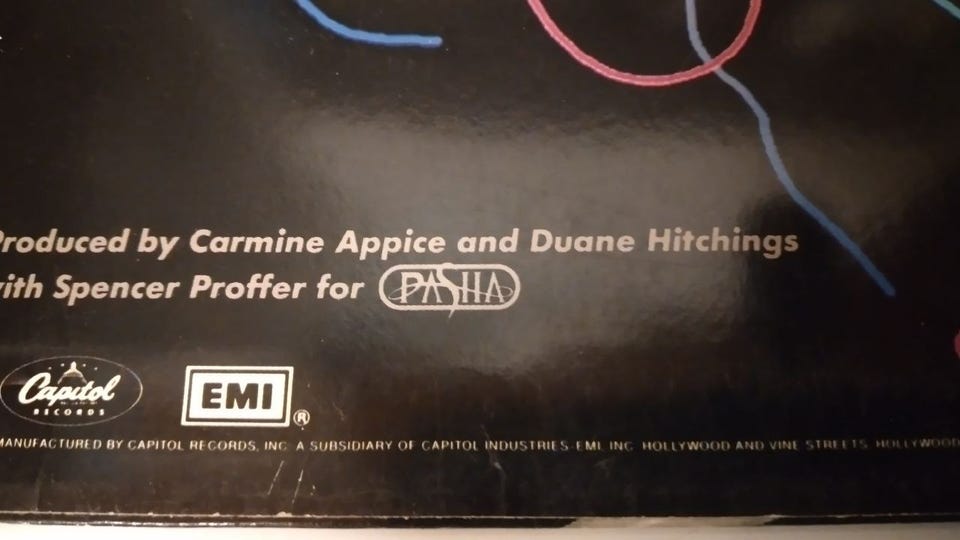 Produced by Carmine Appice and Duane Hitchings
with Spencer Proffer for PASHA
Capitol
RECORDS
EMI ®
MANUFACTURED BY CAPITOL RECORDS, INC. A SUBSIDIARY OF CAPITOL INDUSTRIES-EMI, INC. HOLLYWOOD AND VINE STREETS, HOLLYWOOD